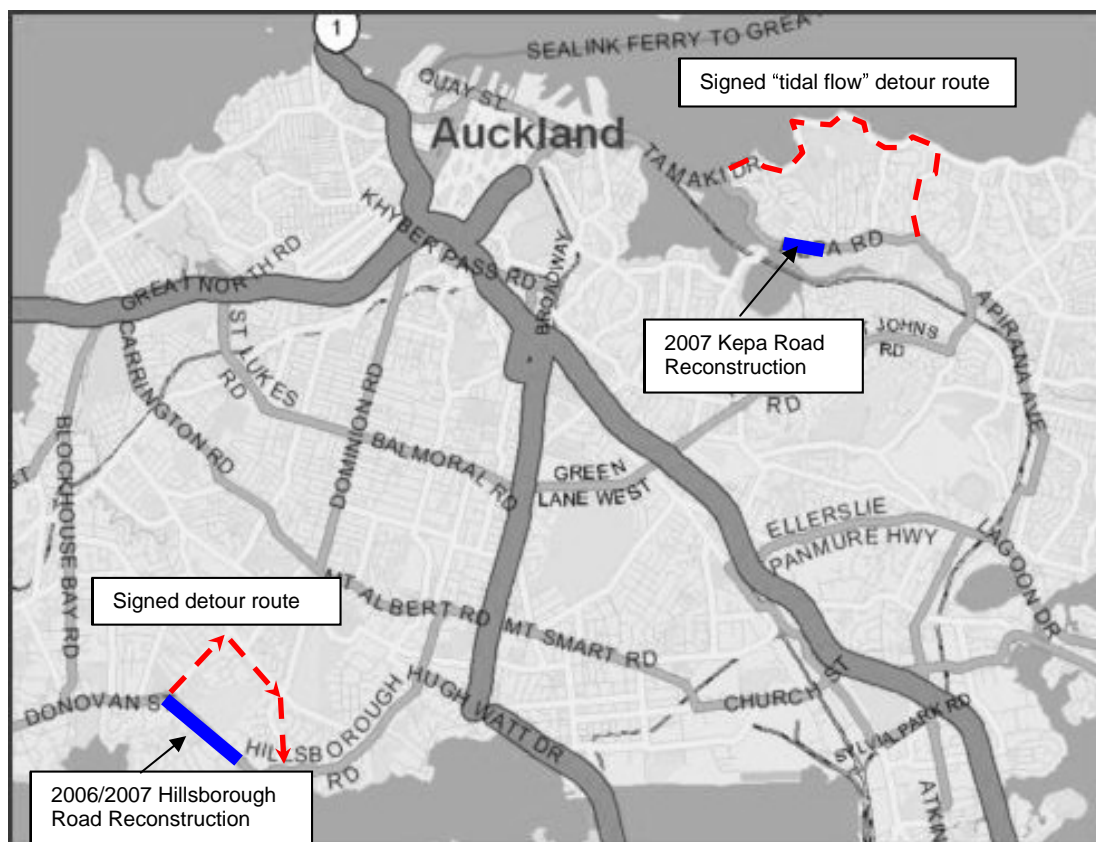 1
SEALINK FERRY TO GREA
Signed “tidal flow” detour route
QUAY ST
Auckland
TAMAKI DR
KHYBER PASS RD
BROADWAY
GREAT NORTH RD
2007 Kepa Road
Reconstruction
JOHNS
RD
APIRANA AVE
CARRINGTON RD
ST LUKES
RD
DOMINION RD
BALMORAL RD
GREEN
LANE WEST
RD
BLOCKHOUSE BAY RD
ST
ELLERSLIE
PANMURE HWY
LAGOON DR
Signed detour route
MT ALBERT RD
MT SMART RD
CHURCH ST
SYLVIA PARK RD
DONOVAN S
HILLSBOROUGH
RD
HUGH WATT DR
ATKIN
2006/2007 Hillsborough
Road Reconstruction